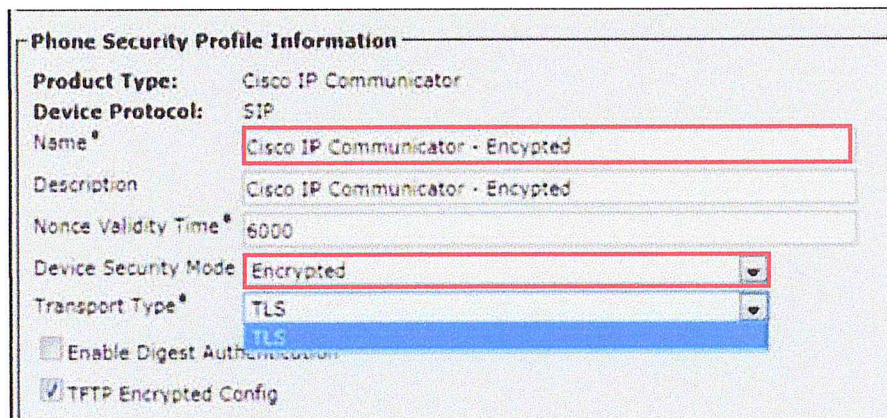 Phone Security Profile Information
Product Type: Cisco IP Communicator
Device Protocol: SIP
Name* Cisco IP Communicator - Encypted
Description Cisco IP Communicator - Encypted
Nonce Validity Time* 6000
Device Security Mode Encrypted
Transport Type* TLS
TLS
Enable Digest Authentication
TFTP Encrypted Config